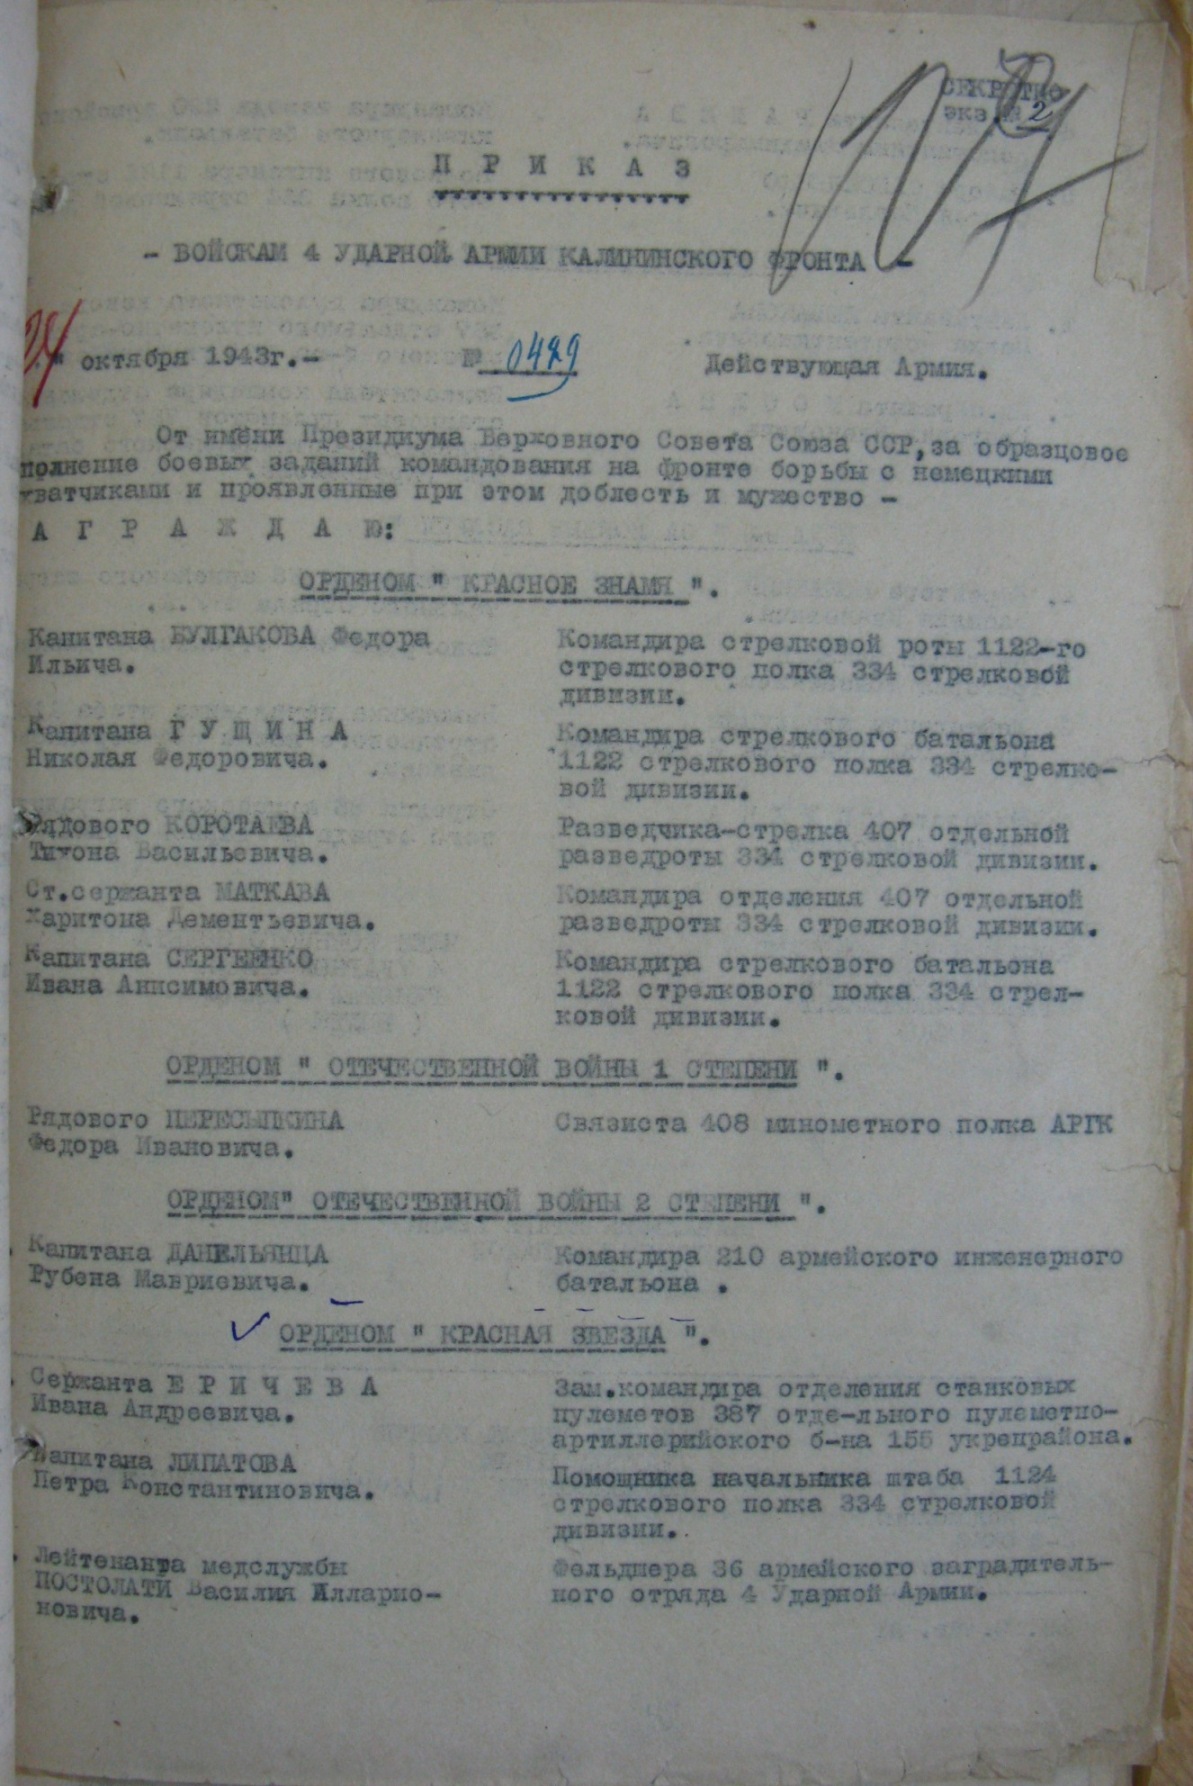 СЕКРЕТНО
экз.№ 2
П Р И К А З
- ВОЙСКАМ 4 УДАРНОЙ АРМИИ КАЛИНИНСКОГО ФРОНТА -
24 " октября 1943г.- № 0429 Действующая Армия.
От имени Президиума Верховного Совета Союза ССР, за образцовое
полнение боевых заданий командования на фронте борьбы с немецкими
хватчиками и проявленные при этом доблесть и мужество -
А Г Р А Ж Д А Ю:
ОРДЕНОМ " КРАСНОЕ ЗНАМЯ ".
Капитана БУЛГАКОВА Федора
Ильича.
Командира стрелковой роты 1122-го
стрелкового полка 334 стрелковой
дивизии.
Капитана Г У Щ И Н А
Николая Федоровича.
Командира стрелкового батальона
1122 стрелкового полка 334 стрелко-
вой дивизии.
Рядового КОРОТАЕВА
Тихона Васильевича.
Разведчика-стрелка 407 отдельной
разведроты 334 стрелковой дивизии.
Ст.сержанта МАТКАВА
Харитона Дементьевича.
Командира отделения 407 отдельной
разведроты 334 стрелковой дивизии.
Капитана СЕРГЕЕНКО
Ивана Анисимовича.
Командира стрелкового батальона
1122 стрелкового полка 334 стрел-
ковой дивизии.
ОРДЕНОМ " ОТЕЧЕСТВЕННОЙ ВОЙНЫ 1 СТЕПЕНИ ".
Рядового ПЕРЕСЫПКИНА
Федора Ивановича.
Связиста 408 минометного полка АРГК
ОРДЕНОМ" ОТЕЧЕСТВЕННОЙ ВОЙНЫ 2 СТЕПЕНИ ".
Капитана ДАНЕЛЬЯНЦА
Рубена Мавриевича.
Командира 210 армейского инженерного
батальона .
ОРДЕНОМ " КРАСНАЯ ЗВЕЗДА ".
Сержанта Е Р И Ч Е В А
Ивана Андреевича.
Зам.командира отделения станковых
пулеметов 387 отде-льного пулеметно-
артиллерийского б-на 155 укрепрайона.
Капитана ЛИПАТОВА
Петра Константиновича.
Помощника начальника штаба 1124
стрелкового полка 334 стрелковой
дивизии.
Лейтенанта медслужбы
ПОСТОЛАТИ Василия Илларио-
новича.
Фельдшера 36 армейского заградитель-
ного отряда 4 Ударной Армии.